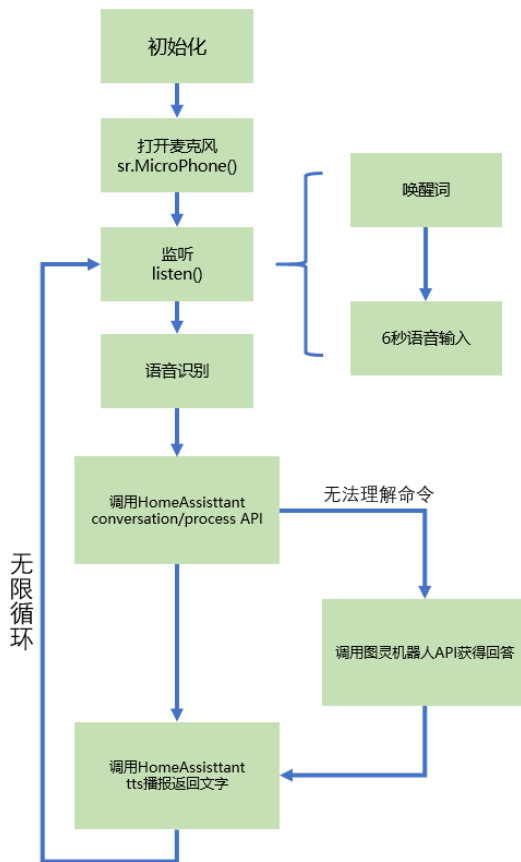 初始化
打开麦克风
sr.MicroPhone()
监听
listen()
唤醒词
6秒语音输入
语音识别
调用HomeAssisttant
conversation/process API
无法理解命令
调用图灵机器人API获得回答
调用HomeAssisttant
tts播报返回文字
无限循环